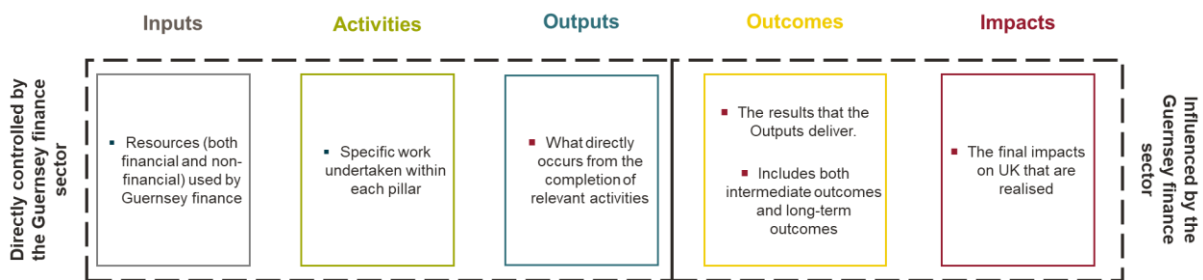 Inputs
Activities
Outputs
Outcomes
Impacts
Directly controlled by
the Guernsey finance
sector
Resources (both
financial and non-
financial) used by
Guernsey finance
Specific work
undertaken within
each pillar
What directly
occurs from the
completion of
relevant activities
The results that the
Outputs deliver.
Includes both
intermediate outcomes
and long-term
outcomes
The final impacts
on UK that are
realised
Influenced by the
Guernsey finance
sector